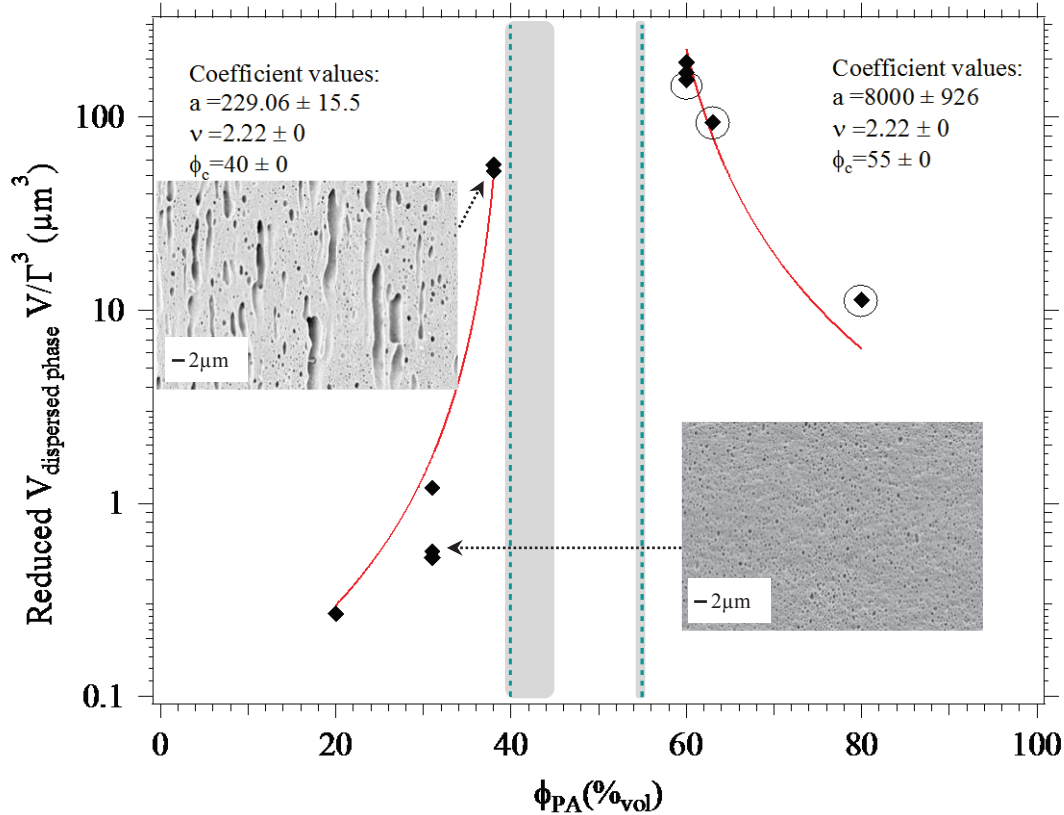 Coefficient values:
a =229.06 ± 15.5
ν =2.22 ± 0
ϕc=40 ± 0
Coefficient values:
a =8000 ± 926
ν =2.22 ± 0
ϕc=55 ± 0
100
10
1
0.1
Reduced Vdispersed phase V/Γ³ (µm³)
2µm
2µm
0
20
40
60
80
100
ϕPA(%vol)